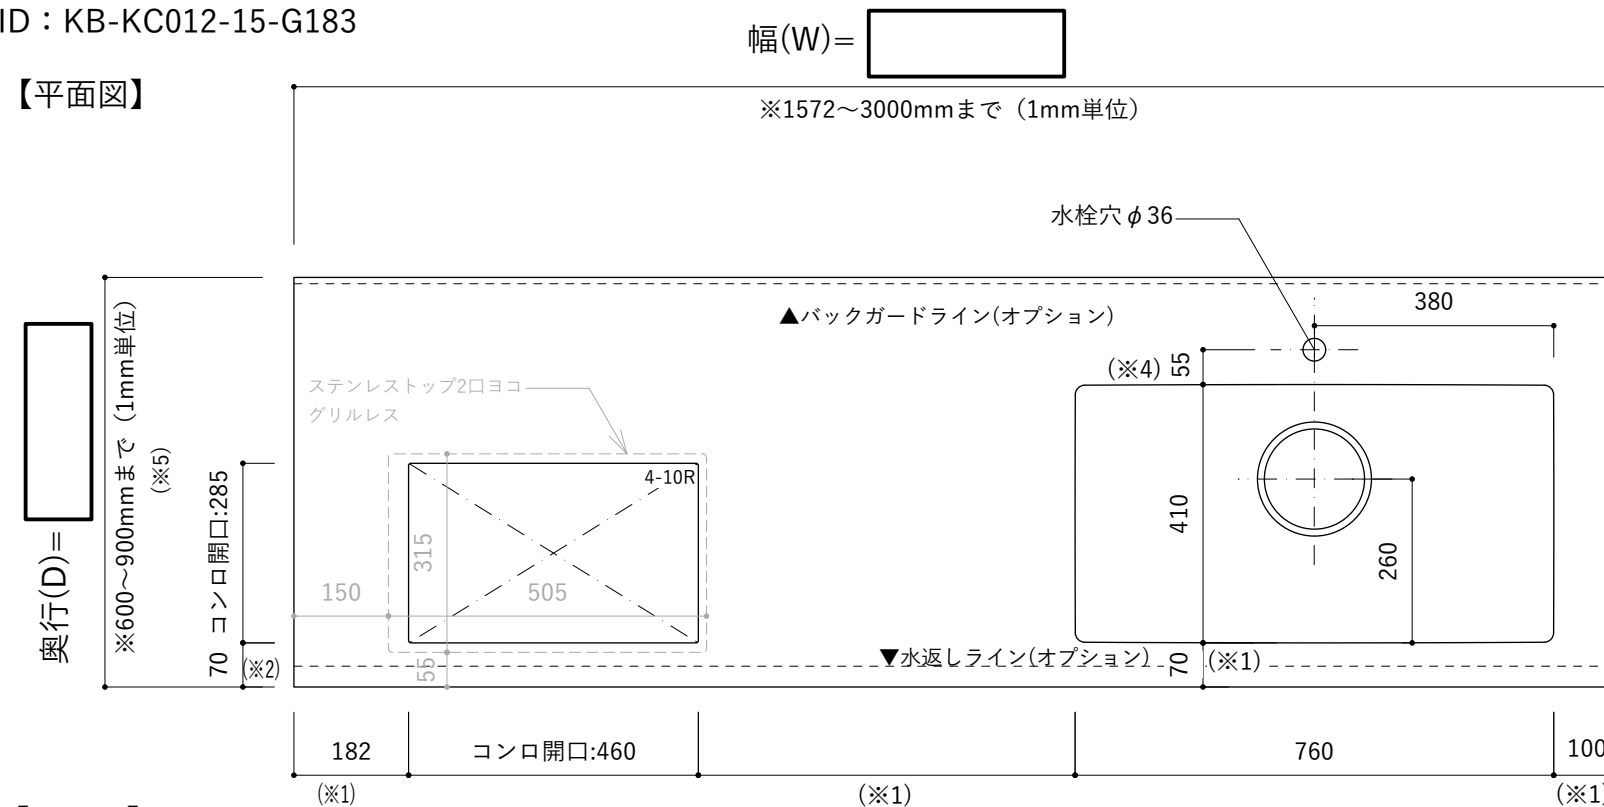 ID：KB-KC012-15-G183
幅(W)=
【平面図】
※1572～3000mmまで（1mm単位）
水栓穴φ36
▲バックガードライン(オプション)
380
(※4)
55
ステンレストップ2口ヨコ
グリルレス
4-10R
奥行(D)=
※600～900mmまで（1mm単位）
(※5)
コンロ開口:285
70
(※2)
315
150
505
55
410
260
▼水返しライン(オプション)
70
(※1)
182
コンロ開口:460
760
100
(※1)
(※1)
(※1)